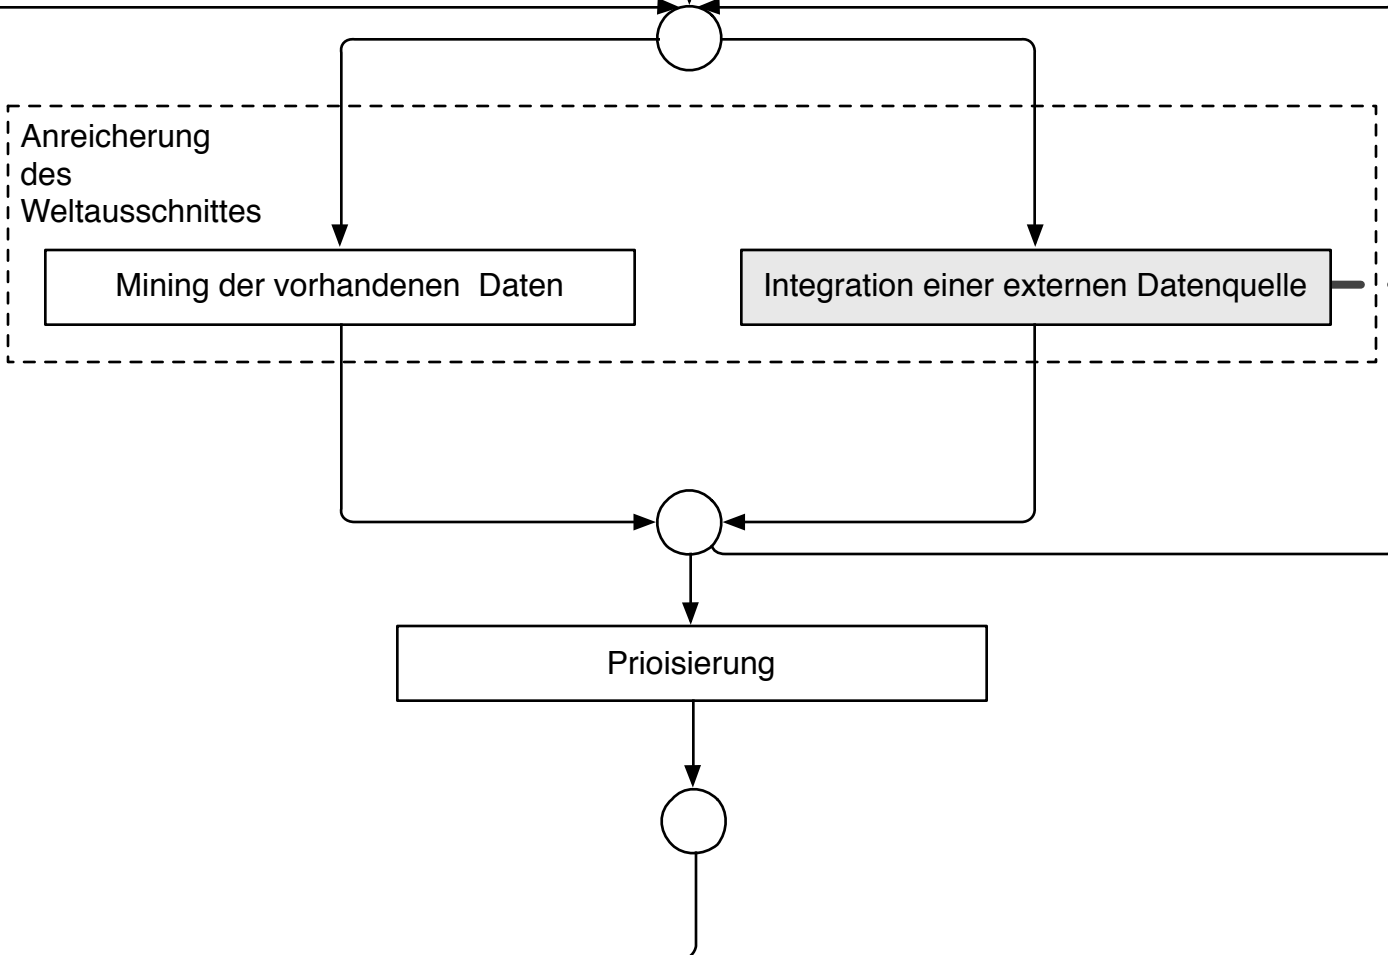 Anreicherung
des
Weltausschnittes
Mining der vorhandenen  Daten
Integration einer externen Datenquelle
Prioisierung